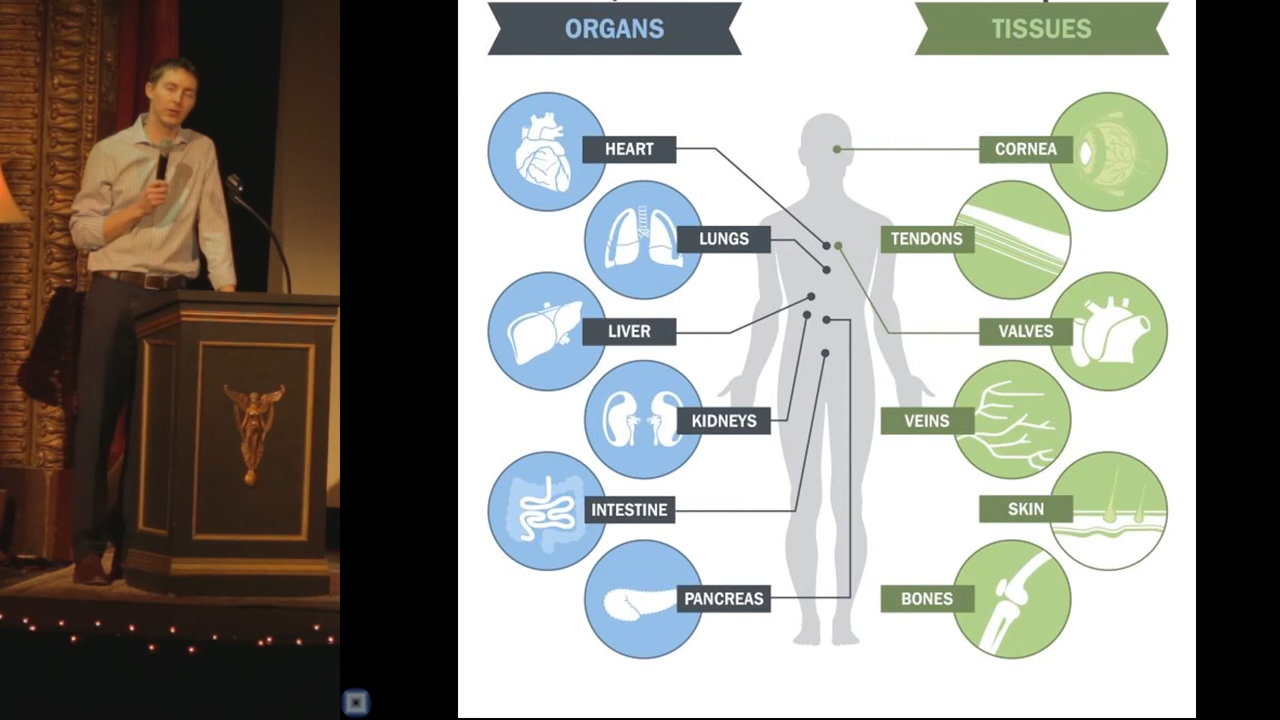 ORGANS
TISSUES
HEART
LUNGS
LIVER
KIDNEYS
INTESTINE
PANCREAS
CORNEA
TENDONS
VALVES
VEINS
SKIN
BONES